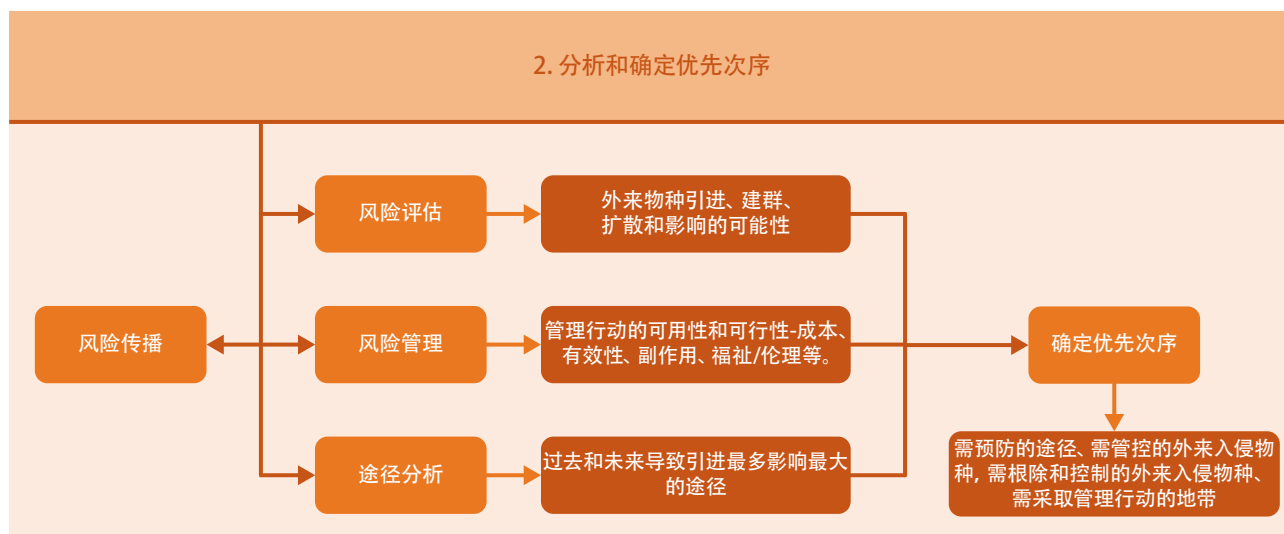 2. 分析和确定优先次序
风险评估
外来物种引进、建群、
扩散和影响的可能性
风险传播
风险管理
管理行动的可用性和可行性-成本、
有效性、副作用、福祉/伦理等。
确定优先次序
途径分析
过去和未来导致引进最多影响最大
的途径
需预防的途径、需管控的外来入侵物
种, 需根除和控制的外来入侵物种、
需采取管理行动的地带